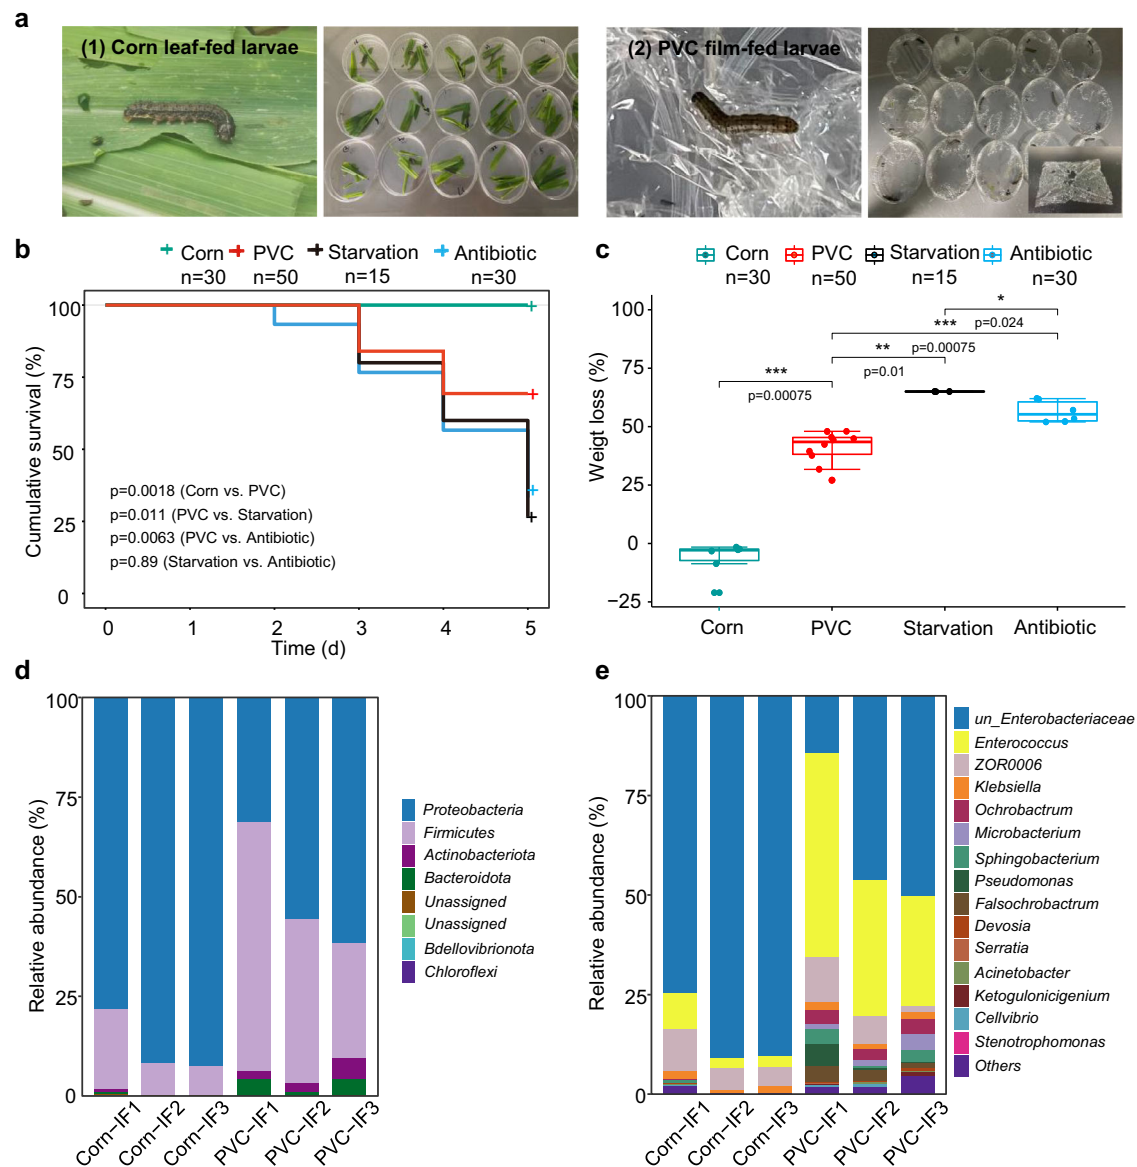 a
(1) Corn leaf-fed larvae
(2) PVC film-fed larvae
b
Corn PVC Starvation Antibiotic
n=30 n=50 n=15 n=30
Cumulative survival (%)
100
75
50
25
0
p=0.0018 (Corn vs. PVC)
p=0.011 (PVC vs. Starvation)
p=0.0063 (PVC vs. Antibiotic)
p=0.89 (Starvation vs. Antibiotic)
0 1 2 3 4 5
Time (d)
c
Corn PVC Starvation Antibiotic
n=30 n=50 n=15 n=30
Weigt loss (%)
100
75
50
25
0
−25
*
p=0.024
***
p=0.00075
**
p=0.01
***
p=0.00075
Corn PVC Starvation Antibiotic
d
Relative abundance (%)
100
75
50
25
0
Corn−IF1 Corn−IF2 Corn−IF3 PVC−IF1 PVC−IF2 PVC−IF3
Proteobacteria
Firmicutes
Actinobacteriota
Bacteroidota
Unassigned
Unassigned
Bdellovibrionota
Chloroflexi
e
Relative abundance (%)
100
75
50
25
0
Corn−IF1 Corn−IF2 Corn−IF3 PVC−IF1 PVC−IF2 PVC−IF3
un_Enterobacteriaceae
Enterococcus
ZOR0006
Klebsiella
Ochrobactrum
Microbacterium
Sphingobacterium
Pseudomonas
Falsochrobactrum
Devosia
Serratia
Acinetobacter
Ketogulonicigenium
Cellvibrio
Stenotrophomonas
Others